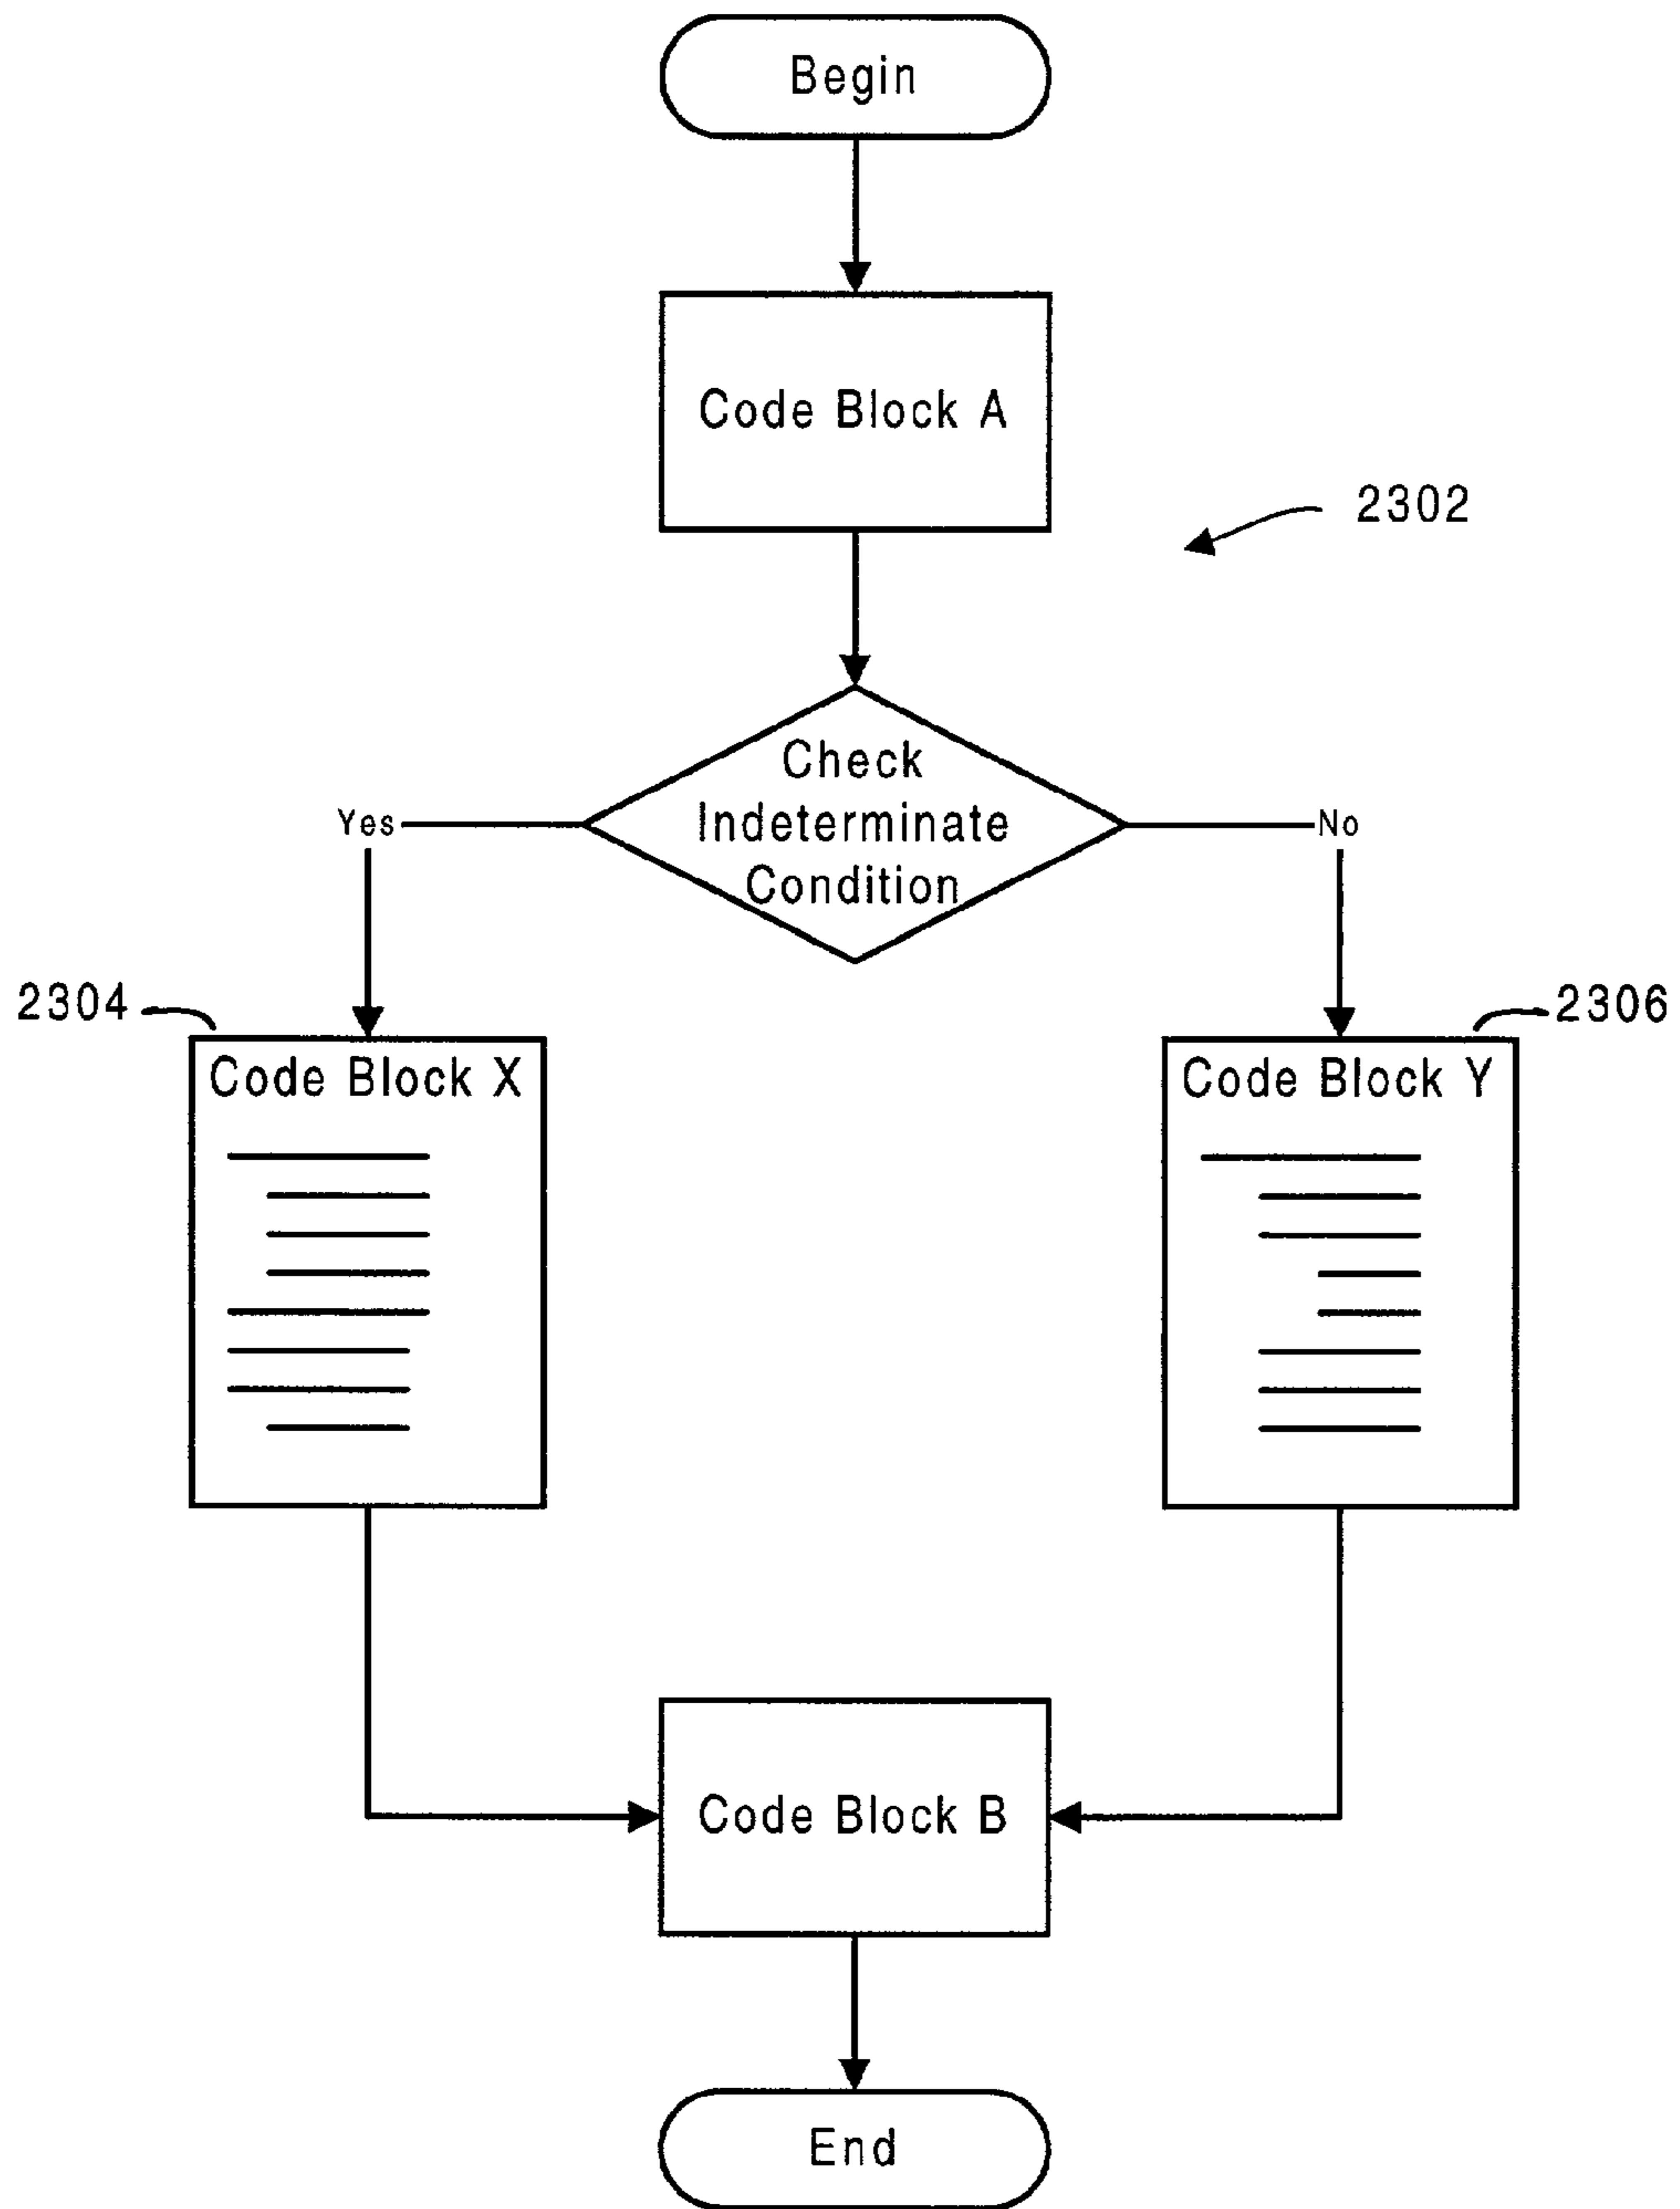 Begin
Code Block A
2302
Check
Indeterminate
Condition
Yes
No
2304
2306
Code Block X
Code Block Y
Code Block B
End